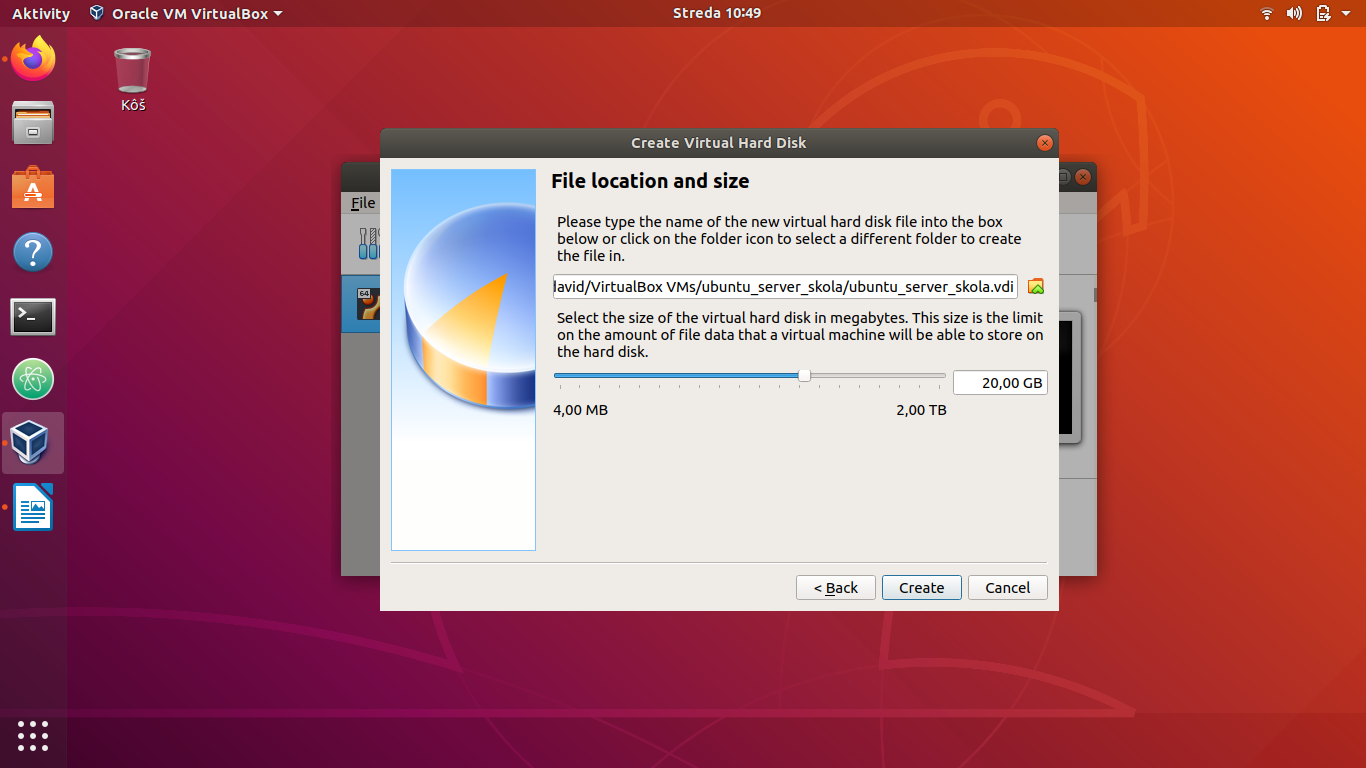 Aktivity Oracle VM VirtualBox Streda 10:49
Kôš
Create Virtual Hard Disk
File
64
File location and size
Please type the name of the new virtual hard disk file into the box
below or click on the folder icon to select a different folder to create
the file in.
lavid/VirtualBox VMs/ubuntu_server_skola/ubuntu_server_skola.vdi
Select the size of the virtual hard disk in megabytes. This size is the limit
on the amount of file data that a virtual machine will be able to store on
the hard disk.
20,00 GB
4,00 MB 2,00 TB
< Back Create Cancel